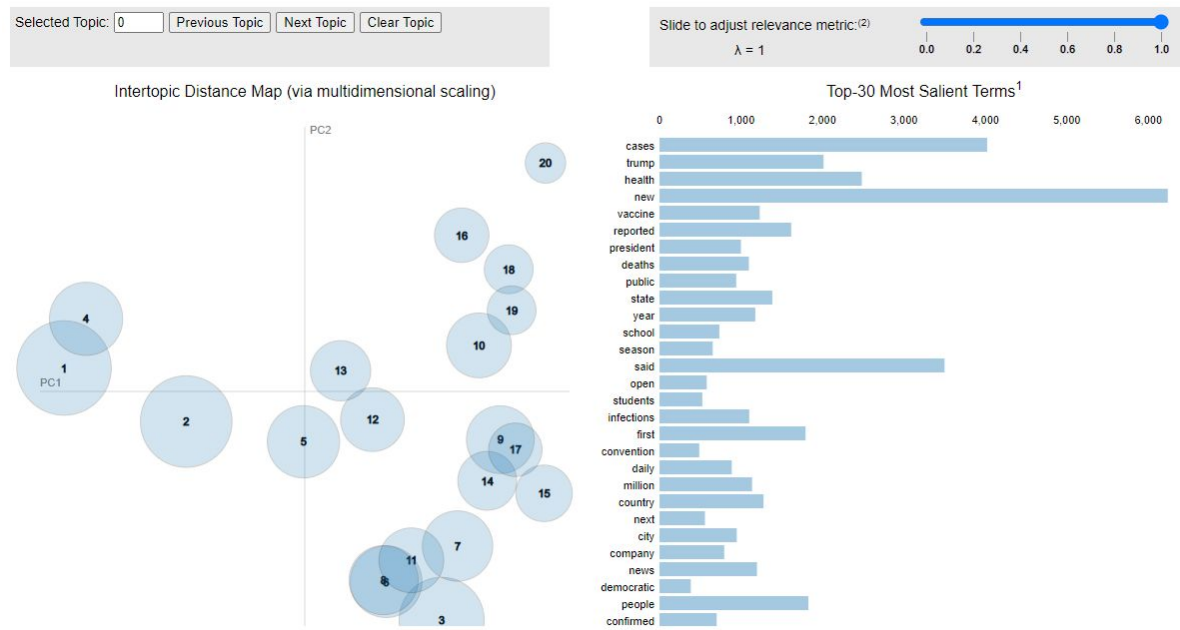 Selected Topic: 0 Previous Topic Next Topic Clear Topic
Slide to adjust relevance metric:(2)
λ = 1
0.0 0.2 0.4 0.6 0.8 1.0
Intertopic Distance Map (via multidimensional scaling)
PC2
PC1
20
16
18
19
4
10
1
13
2
12
5
9
17
14
15
7
11
8
6
3
Top-30 Most Salient Terms1
0 1,000 2,000 3,000 4,000 5,000 6,000
cases
trump
health
new
vaccine
reported
president
deaths
public
state
year
school
season
said
open
students
infections
first
convention
daily
million
country
next
city
company
news
democratic
people
confirmed